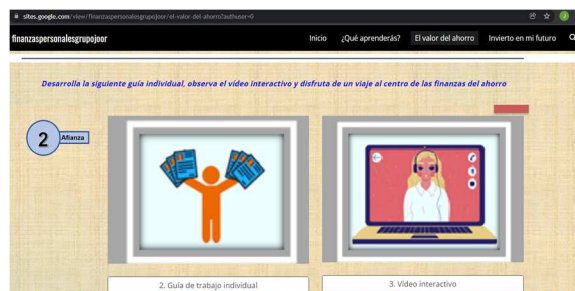 sites.google.com/view/finanzaspersonalesgrupojoor/el-valor-del-ahorro?authuser=0
finanzaspersonalesgrupojoor
Inicio ¿Qué aprenderás? El valor del ahorro Invierto en mi futuro
Desarrolla la siguiente guía individual, observa el vídeo interactivo y disfruta de un viaje al centro de las finanzas del ahorro
2 Afianza
2. Guía de trabajo individual
3. Vídeo interactivo